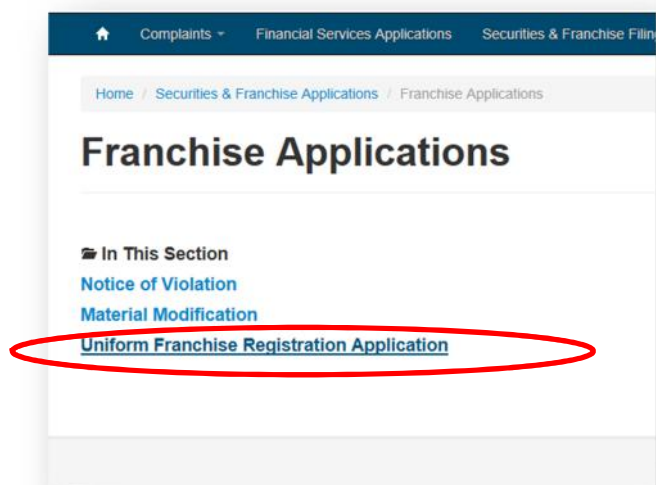 Complaints Financial Services Applications Securities & Franchise Filin
Home / Securities & Franchise Applications / Franchise Applications
Franchise Applications
In This Section
Notice of Violation
Material Modification
Uniform Franchise Registration Application